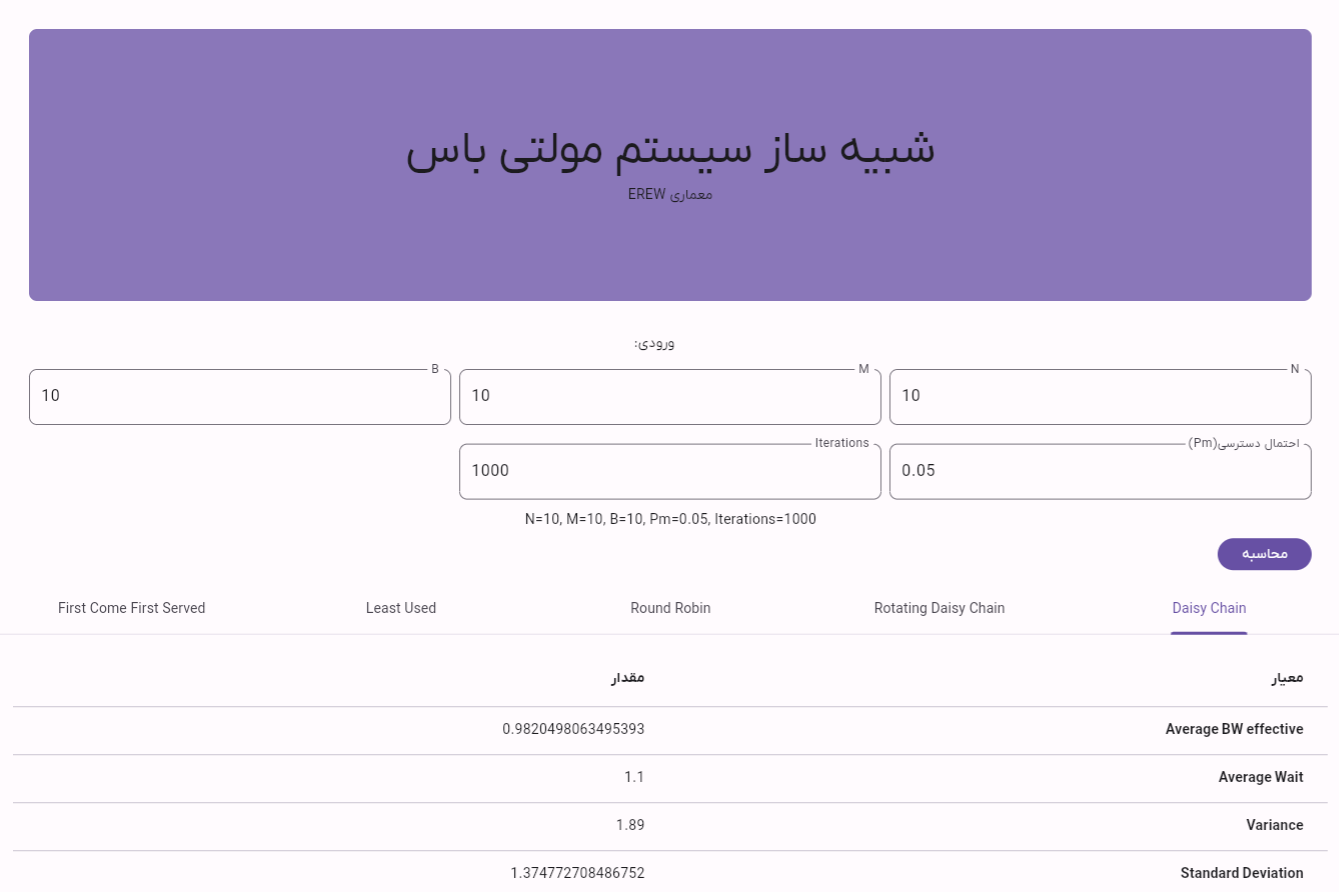 شبیه ساز سیستم مولتی باس
معماری EREW
ورودی:
N
M
B
10
10
10
احتمال دسترسی(Pm)
Iterations
0.05
1000
N=10, M=10, B=10, Pm=0.05, Iterations=1000
محاسبه
Daisy Chain
Rotating Daisy Chain
Round Robin
Least Used
First Come First Served
معیار
مقدار
Average BW effective
0.9820498063495393
Average Wait
1.1
Variance
1.89
Standard Deviation
1.374772708486752